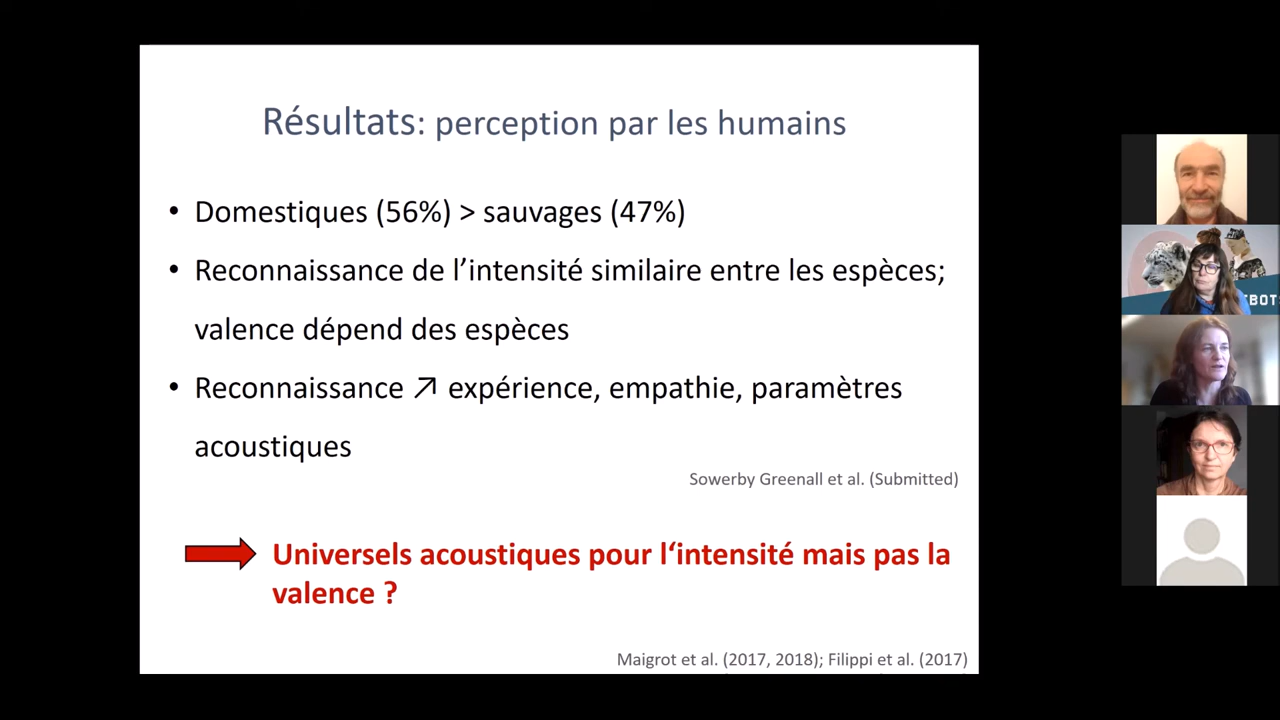 Résultats: perception par les humains
• Domestiques (56%) > sauvages (47%)
• Reconnaissance de l’intensité similaire entre les espèces;
valence dépend des espèces
• Reconnaissance ↗ expérience, empathie, paramètres
acoustiques
Sowerby Greenall et al. (Submitted)
Universels acoustiques pour l‘intensité mais pas la
valence ?
Maigrot et al. (2017, 2018); Filippi et al. (2017)